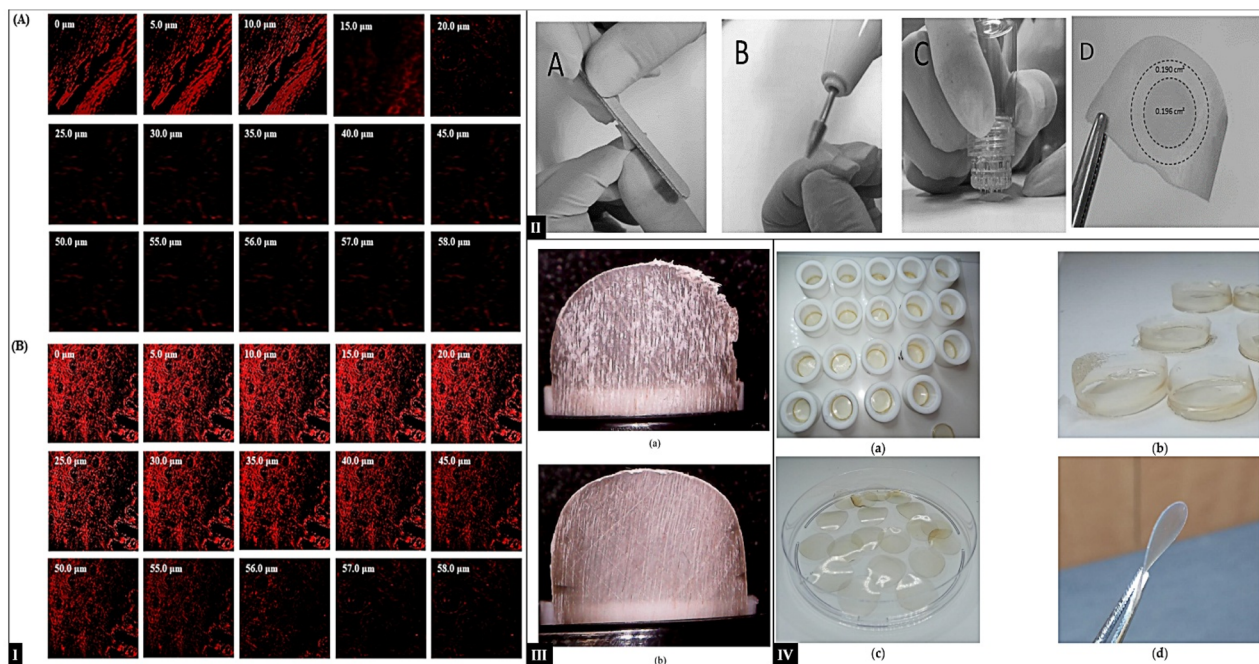 (A)
0 µm 5.0 µm 10.0 µm 15.0 µm 20.0 µm
25.0 µm 30.0 µm 35.0 µm 40.0 µm 45.0 µm
50.0 µm 55.0 µm 56.0 µm 57.0 µm 58.0 µm
(B)
0 µm 5.0 µm 10.0 µm 15.0 µm 20.0 µm
25.0 µm 30.0 µm 35.0 µm 40.0 µm 45.0 µm
50.0 µm 55.0 µm 56.0 µm 57.0 µm 58.0 µm
I
A B C D
0.190 cm²
0.196 cm²
II
(a)
(b)
III
(a) (b)
(c) (d)
IV